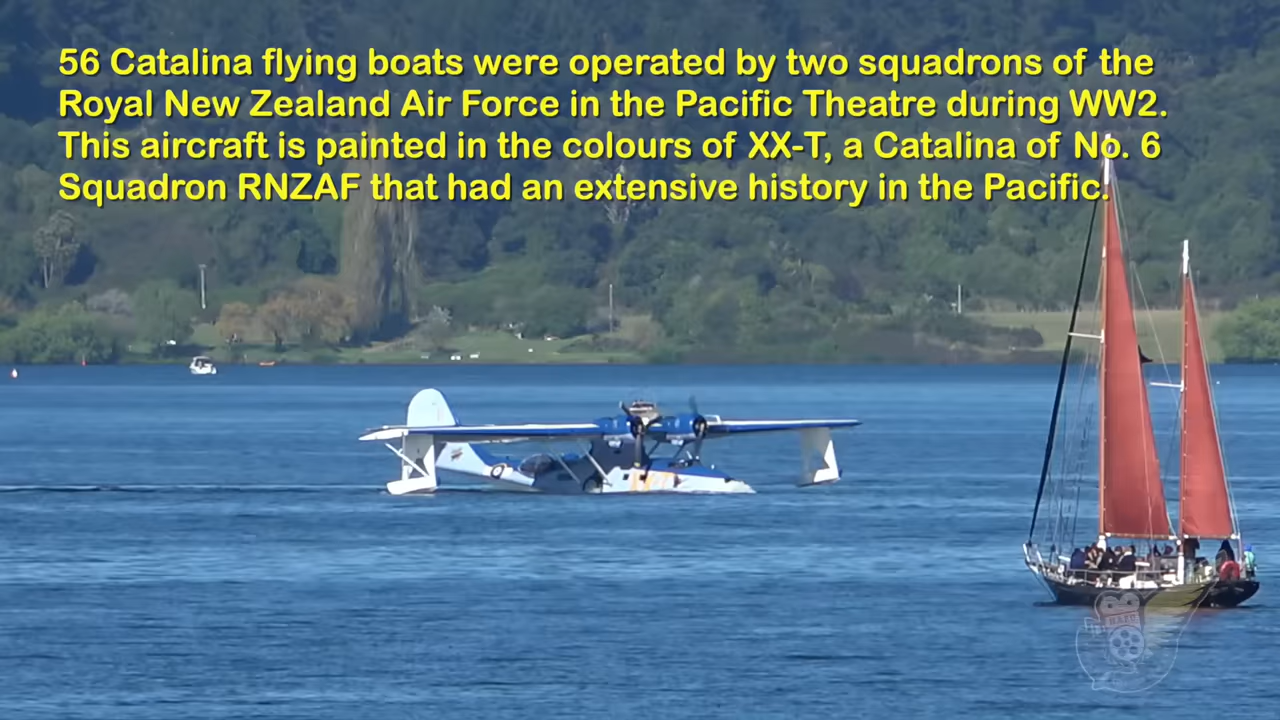 56 Catalina flying boats were operated by two squadrons of the
Royal New Zealand Air Force in the Pacific Theatre during WW2.
This aircraft is painted in the colours of XX-T, a Catalina of No. 6
Squadron RNZAF that had an extensive history in the Pacific.